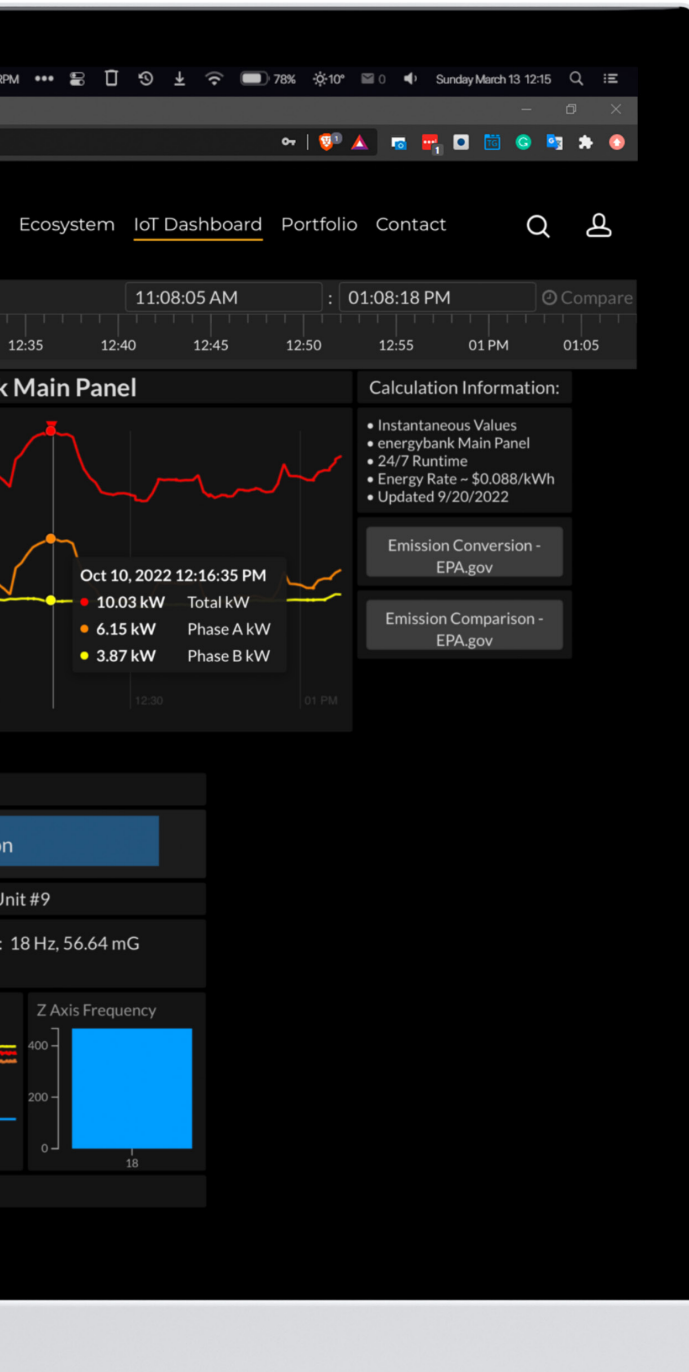 RPM ••• 78% 10° 0 Sunday March 13 12:15
1 1
TG
Ecosystem IoT Dashboard Portfolio Contact
11:08:05 AM : 01:08:18 PM Compare
12:35 12:40 12:45 12:50 12:55 01 PM 01:05
k Main Panel
Calculation Information:
• Instantaneous Values
• energybank Main Panel
• 24/7 Runtime
• Energy Rate ~ $0.088/kWh
• Updated 9/20/2022
Emission Conversion -
EPA.gov
Emission Comparison -
EPA.gov
Oct 10, 2022 12:16:35 PM
10.03 kW Total kW
6.15 kW Phase A kW
3.87 kW Phase B kW
12:30 01 PM
on
Unit #9
: 18 Hz, 56.64 mG
Z Axis Frequency
400
200
0
18